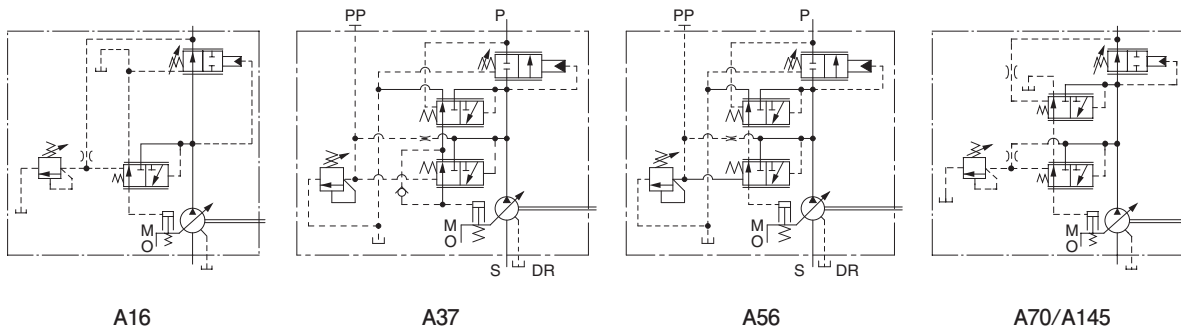 PP P PP P
M M M M
O O O O
S DR S DR
A16 A37 A56 A70/A145